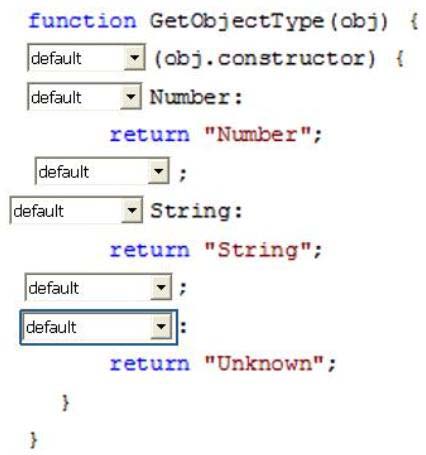 function GetObjectType(obj) {
default (obj.constructor) {
default Number:
return "Number";
default ;
default String:
return "String";
default ;
default :
return "Unknown";
}
}